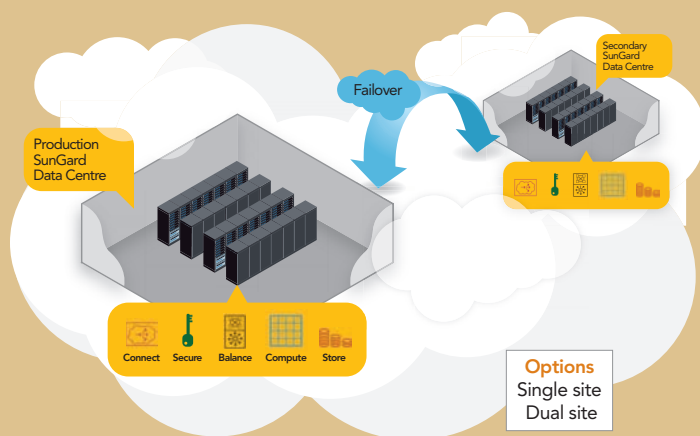 Secondary
SunGard
Data Centre
Failover
Production
SunGard
Data Centre
Connect Secure Balance Compute Store
Options
Single site
Dual site